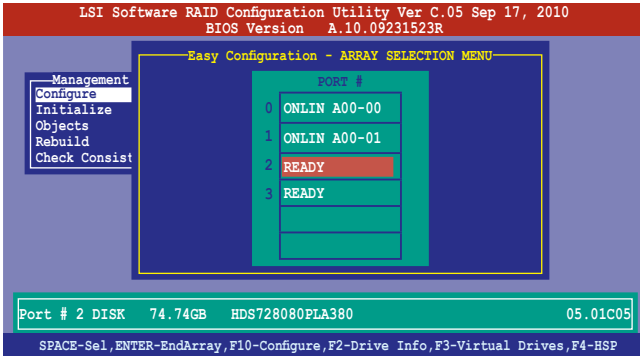 LSI Software RAID Configuration Utility Ver C.05 Sep 17, 2010
BIOS Version A.10.09231523R
Easy Configuration - ARRAY SELECTION MENU
Management
Configure
Initialize
Objects
Rebuild
Check Consist
PORT #
0 ONLIN A00-00
1 ONLIN A00-01
2 READY
3 READY
Port # 2 DISK 74.74GB HDS728080PLA380 05.01C05
SPACE-Sel,ENTER-EndArray,F10-Configure,F2-Drive Info,F3-Virtual Drives,F4-HSP